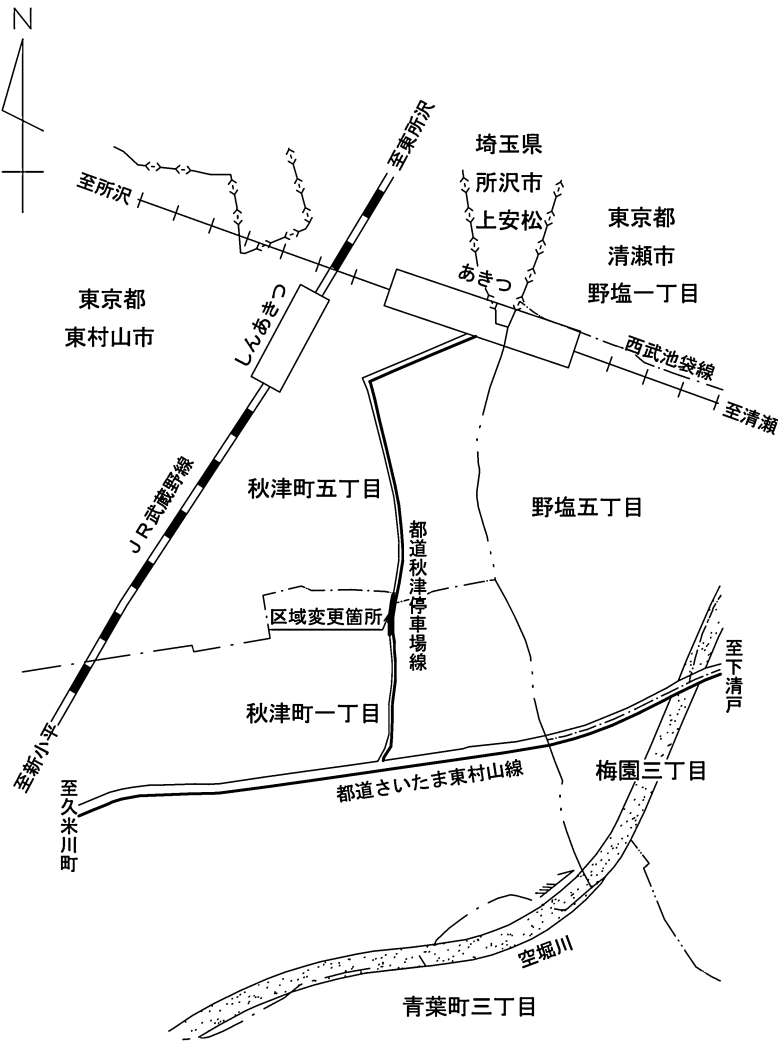 N
至東所沢
埼玉県
所沢市
上安松
至所沢
東京都
清瀬市
野塩一丁目
あきつ
東京都
東村山市
しんあきつ
西武池袋線
至清瀬
JR武蔵野線
秋津町五丁目
野塩五丁目
都道秋津停車場線
区域変更箇所
至下清戸
秋津町一丁目
至新小平
都道さいたま東村山線
梅園三丁目
至久米川町
空堀川
青葉町三丁目